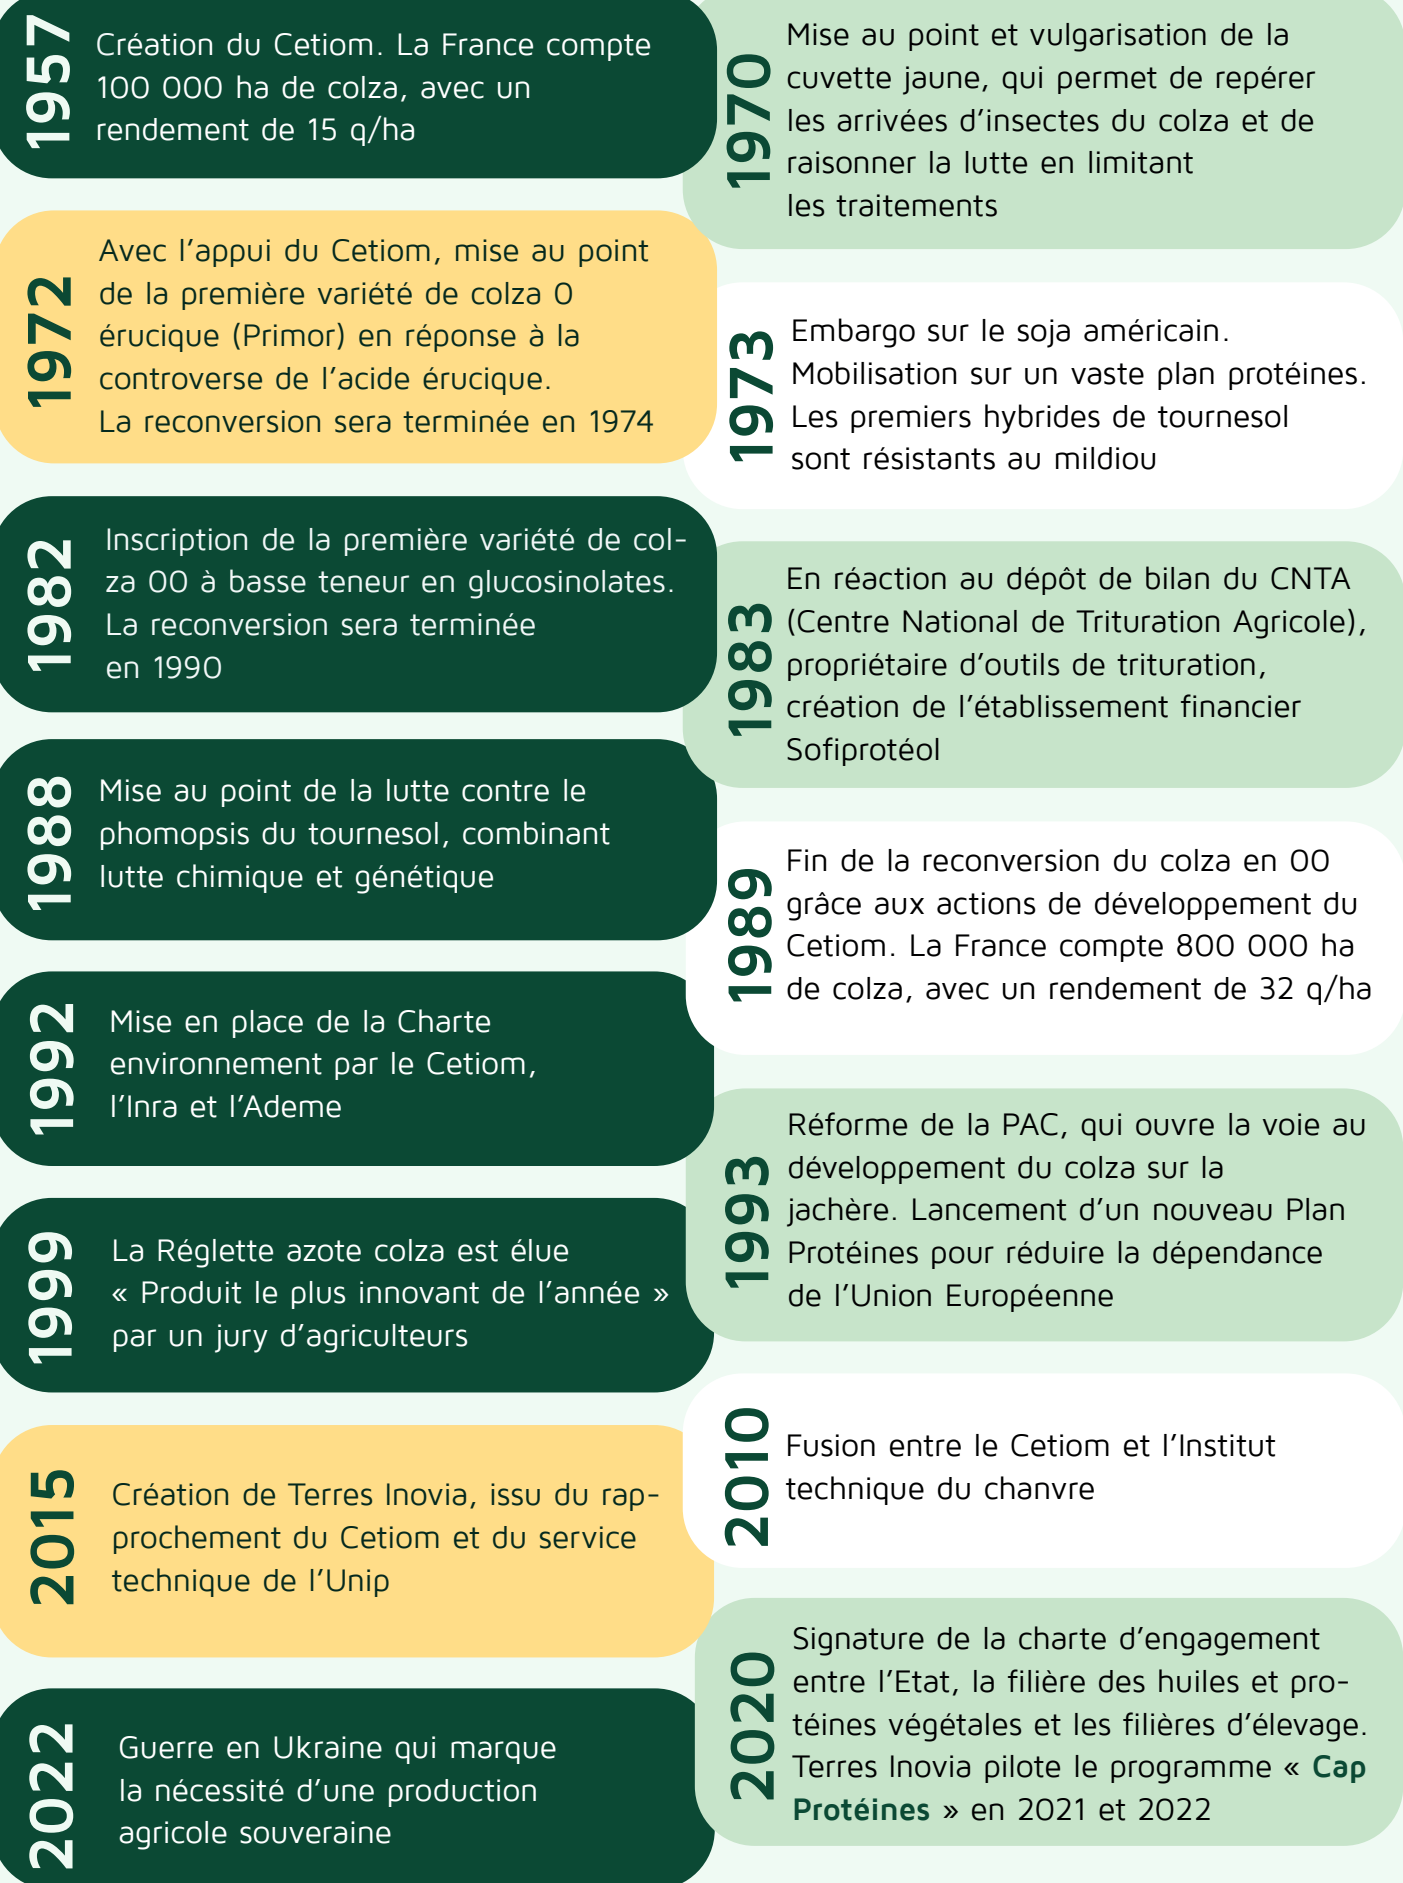 1957
Création du Cetiom. La France compte
100 000 ha de colza, avec un
rendement de 15 q/ha
1970
Mise au point et vulgarisation de la
cuvette jaune, qui permet de repérer
les arrivées d’insectes du colza et de
raisonner la lutte en limitant
les traitements
1972
Avec l’appui du Cetiom, mise au point
de la première variété de colza 0
érucique (Primor) en réponse à la
controverse de l’acide érucique.
La reconversion sera terminée en 1974
1973
Embargo sur le soja américain.
Mobilisation sur un vaste plan protéines.
Les premiers hybrides de tournesol
sont résistants au mildiou
1982
Inscription de la première variété de col-
za 00 à basse teneur en glucosinolates.
La reconversion sera terminée
en 1990
1983
En réaction au dépôt de bilan du CNTA
(Centre National de Trituration Agricole),
propriétaire d’outils de trituration,
création de l’établissement financier
Sofiprotéol
1988
Mise au point de la lutte contre le
phomopsis du tournesol, combinant
lutte chimique et génétique
1989
Fin de la reconversion du colza en 00
grâce aux actions de développement du
Cetiom. La France compte 800 000 ha
de colza, avec un rendement de 32 q/ha
1992
Mise en place de la Charte
environnement par le Cetiom,
l’Inra et l’Ademe
1993
Réforme de la PAC, qui ouvre la voie au
développement du colza sur la
jachère. Lancement d’un nouveau Plan
Protéines pour réduire la dépendance
de l’Union Européenne
1999
La Réglette azote colza est élue
« Produit le plus innovant de l’année »
par un jury d’agriculteurs
2010
Fusion entre le Cetiom et l’Institut
technique du chanvre
2015
Création de Terres Inovia, issu du rap-
prochement du Cetiom et du service
technique de l’Unip
2020
Signature de la charte d’engagement
entre l’Etat, la filière des huiles et pro-
téines végétales et les filières d’élevage.
Terres Inovia pilote le programme « Cap
Protéines » en 2021 et 2022
2022
Guerre en Ukraine qui marque
la nécessité d’une production
agricole souveraine